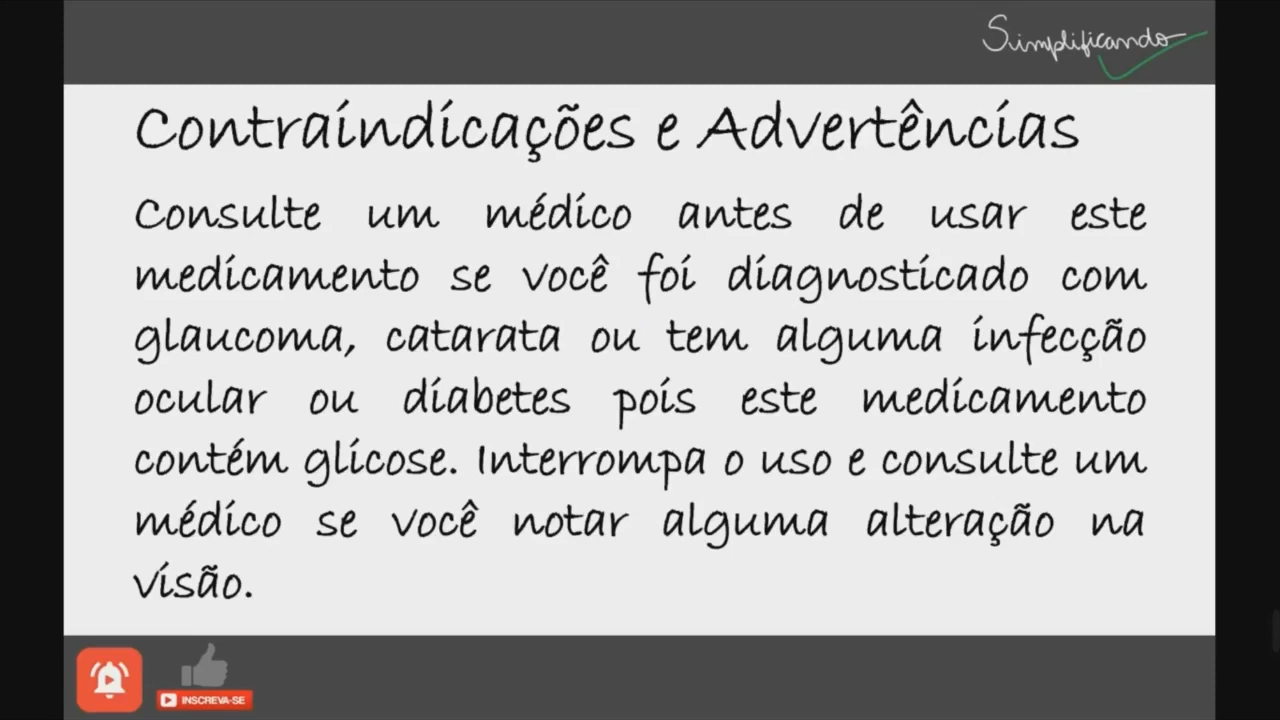 Simplificando
Contraindicações e Advertências
Consulte um médico antes de usar este
medicamento se você foi diagnosticado com
glaucoma, catarata ou tem alguma infecção
ocular ou diabetes pois este medicamento
contém glicose. Interrompa o uso e consulte um
médico se você notar alguma alteração na
visão.
INSCREVA-SE